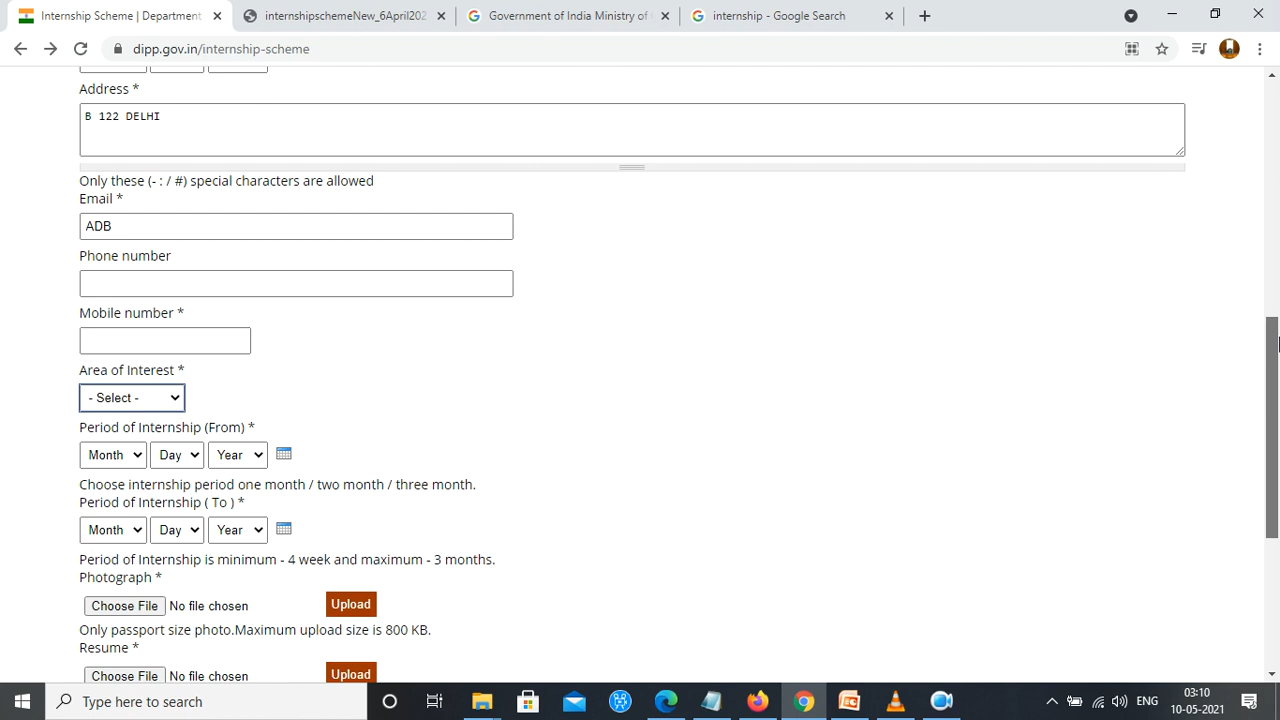 Internship Scheme | Department
internshipschemeNew_6April202
Government of India Ministry of
internship - Google Search
dipp.gov.in/internship-scheme
Address *
B 122 DELHI
Only these (- : / #) special characters are allowed
Email *
ADB
Phone number
Mobile number *
Area of Interest *
- Select -
Period of Internship (From) *
Month Day Year
Choose internship period one month / two month / three month.
Period of Internship ( To ) *
Month Day Year
Period of Internship is minimum - 4 week and maximum - 3 months.
Photograph *
Choose File No file chosen Upload
Only passport size photo.Maximum upload size is 800 KB.
Resume *
Choose File No file chosen Upload
Type here to search
ENG
03:10
10-05-2021